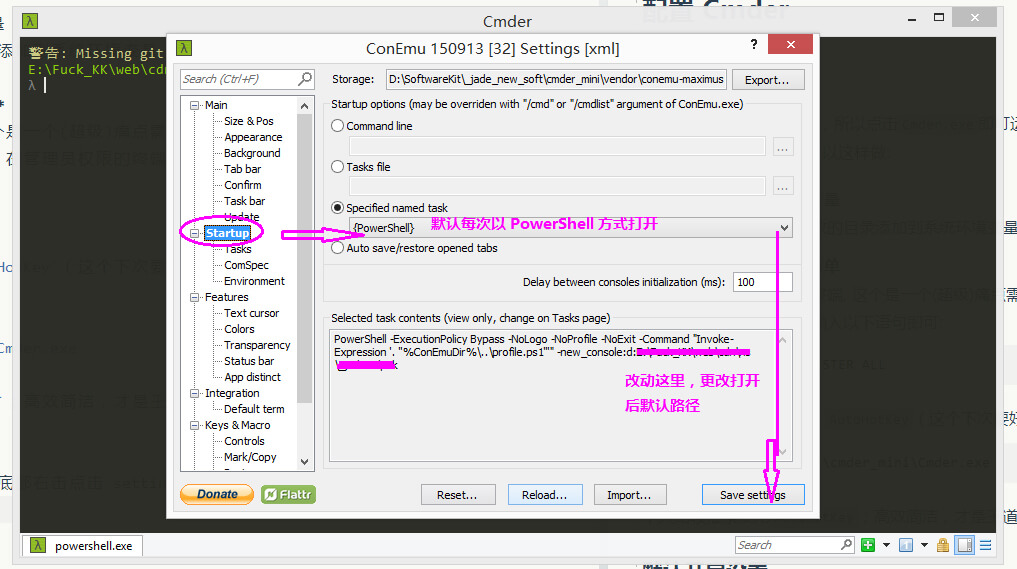 配置 Cmder
Cmder
警告: Missing git
E:\Fuck_KK\web\cd
λ
ConEmu 150913 [32] Settings [xml]
Search (Ctrl+F)
Storage:
D:\SoftwareKit\_jade_new_soft\cmder_mini\vendor\conemu-maximus
Export...
Main
Size & Pos
Appearance
Background
Tab bar
Confirm
Task bar
Update
Startup
Tasks
ComSpec
Environment
Features
Text cursor
Colors
Transparency
Status bar
App distinct
Integration
Default term
Keys & Macro
Controls
Mark/Copy
Startup options (may be overriden with "/cmd" or "/cmdlist" argument of ConEmu.exe)
Command line
...
Tasks file
...
Specified named task
{PowerShell}
默认每次以 PowerShell 方式打开
Auto save/restore opened tabs
Delay between consoles initialization (ms):
100
Selected task contents (view only, change on Tasks page)
PowerShell -ExecutionPolicy Bypass -NoLogo -NoProfile -NoExit -Command "Invoke-
Expression '. "%ConEmuDir%\..\profile.ps1"'" -new_console:d:
改动这里，更改打开
后默认路径
Donate
Flattr
Reset...
Reload...
Import...
Save settings
powershell.exe
Search